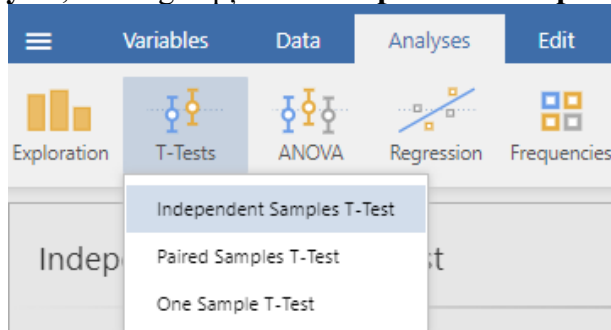 Variables Data Analyses Edit
Exploration T-Tests ANOVA Regression Frequencies
Independent Samples T-Test
Indep st
Paired Samples T-Test
One Sample T-Test